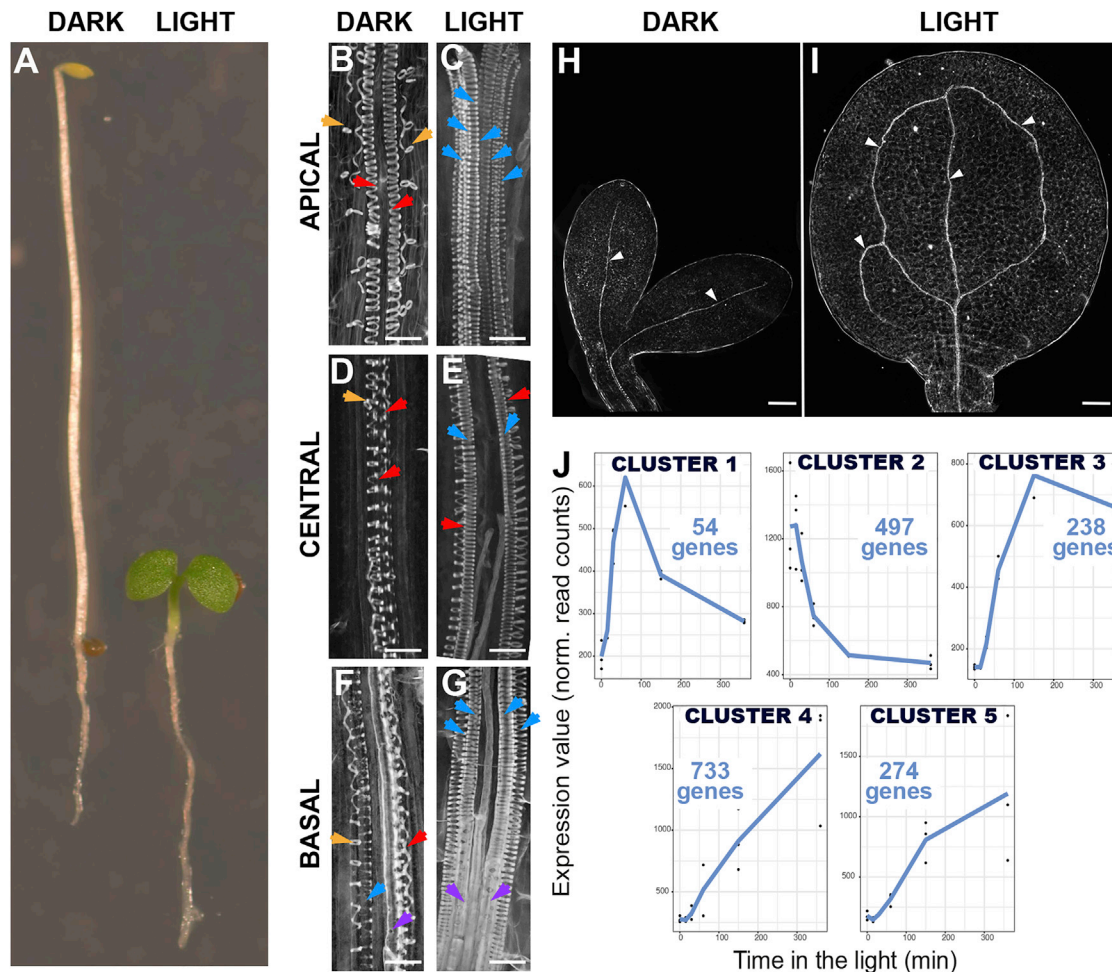 DARK LIGHT
DARK LIGHT
DARK
LIGHT
A
B
C
H
I
APICAL
D
E
CENTRAL
F
G
BASAL
J
Expression value (norm. read counts)
CLUSTER 1
54
genes
600
500
400
300
200
0 100 200 300
CLUSTER 2
497
genes
1600
1200
800
400
0 100 200 300
CLUSTER 3
238
genes
800
600
400
200
0 100 200 300
CLUSTER 4
733
genes
2000
1500
1000
500
0 100 200 300
CLUSTER 5
274
genes
1500
1000
500
0 100 200 300
Time in the light (min)